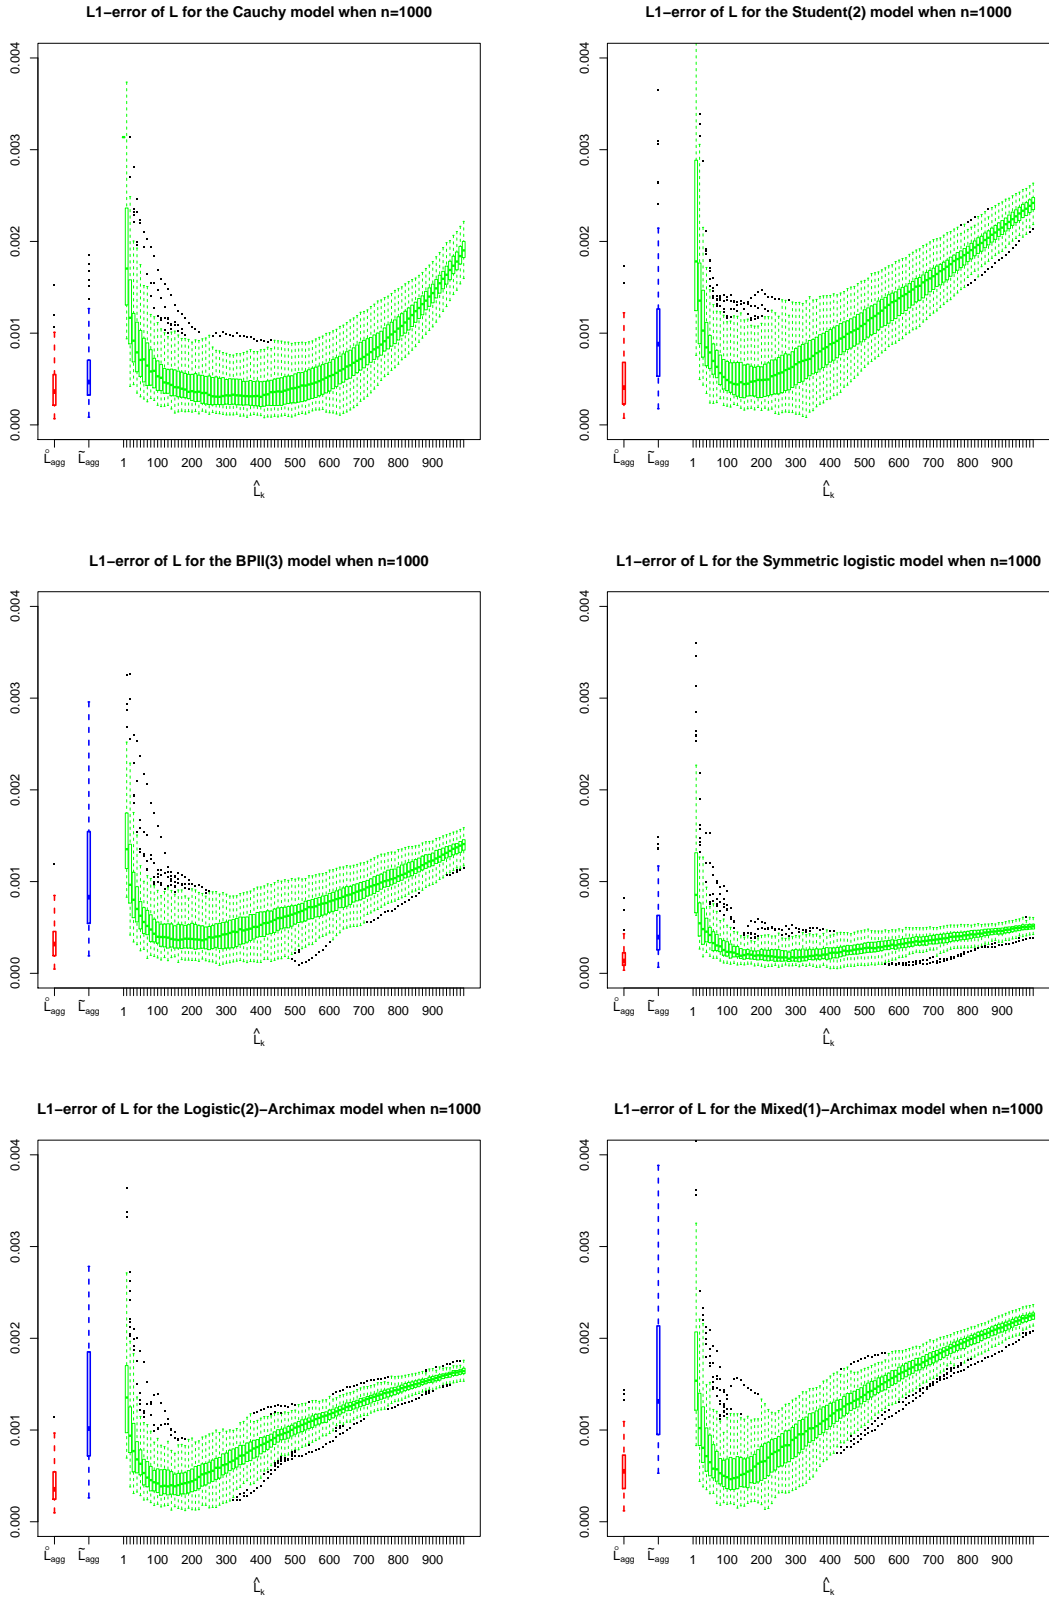 L1−error of L for the Cauchy model when n=1000
0.004
0.003
0.002
0.001
0.000
L̊agg L̃agg 1 100 200 300 400 500 600 700 800 900
L̂k
L1−error of L for the Student(2) model when n=1000
0.004
0.003
0.002
0.001
0.000
L̊agg L̃agg 1 100 200 300 400 500 600 700 800 900
L̂k
L1−error of L for the BPII(3) model when n=1000
0.004
0.003
0.002
0.001
0.000
L̊agg L̃agg 1 100 200 300 400 500 600 700 800 900
L̂k
L1−error of L for the Symmetric logistic model when n=1000
0.004
0.003
0.002
0.001
0.000
L̊agg L̃agg 1 100 200 300 400 500 600 700 800 900
L̂k
L1−error of L for the Logistic(2)−Archimax model when n=1000
0.004
0.003
0.002
0.001
0.000
L̊agg L̃agg 1 100 200 300 400 500 600 700 800 900
L̂k
L1−error of L for the Mixed(1)−Archimax model when n=1000
0.004
0.003
0.002
0.001
0.000
L̊agg L̃agg 1 100 200 300 400 500 600 700 800 900
L̂k